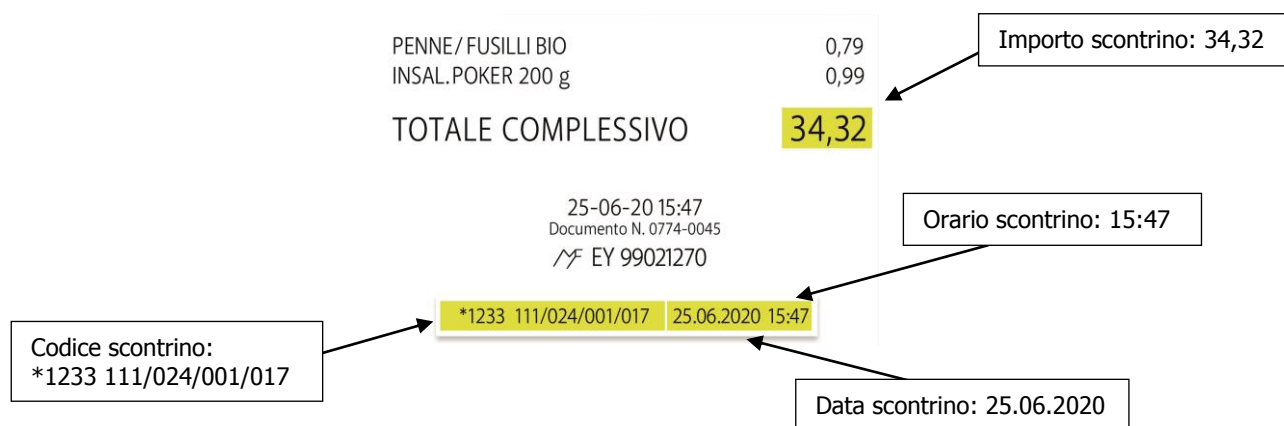 PENNE/FUSILLI BIO 0,79
INSAL.POKER 200 g 0,99
TOTALE COMPLESSIVO 34,32
25-06-20 15:47
Documento N. 0774-0045
MF EY 99021270
*1233 111/024/001/017 25.06.2020 15:47
Importo scontrino: 34,32
Orario scontrino: 15:47
Codice scontrino:
*1233 111/024/001/017
Data scontrino: 25.06.2020